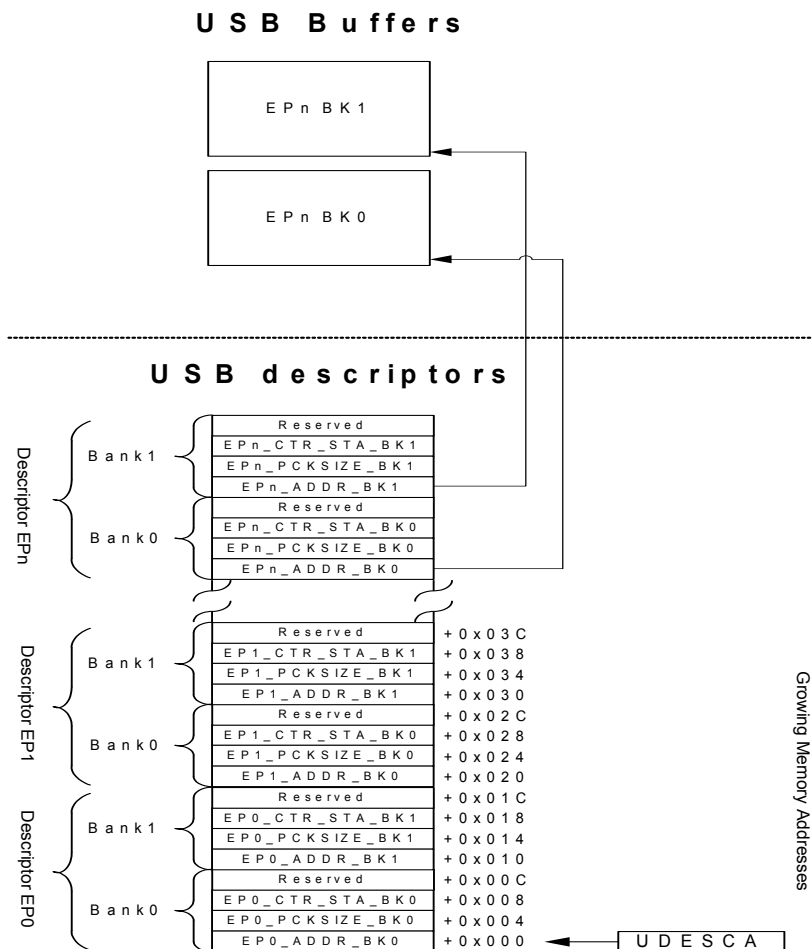 USB Buffers
EPn BK1
EPn BK0
USB descriptors
Descriptor EPn
Bank1
Reserved
EPn_CTR_STA_BK1
EPn_PCKSIZE_BK1
EPn_ADDR_BK1
Bank0
Reserved
EPn_CTR_STA_BK0
EPn_PCKSIZE_BK0
EPn_ADDR_BK0
Descriptor EP1
Bank1
Reserved +0x03C
EP1_CTR_STA_BK1 +0x038
EP1_PCKSIZE_BK1 +0x034
EP1_ADDR_BK1 +0x030
Bank0
Reserved +0x02C
EP1_CTR_STA_BK0 +0x028
EP1_PCKSIZE_BK0 +0x024
EP1_ADDR_BK0 +0x020
Descriptor EP0
Bank1
Reserved +0x01C
EP0_CTR_STA_BK1 +0x018
EP0_PCKSIZE_BK1 +0x014
EP0_ADDR_BK1 +0x010
Bank0
Reserved +0x00C
EP0_CTR_STA_BK0 +0x008
EP0_PCKSIZE_BK0 +0x004
EP0_ADDR_BK0 +0x000
UDESCA
Growing Memory Addresses